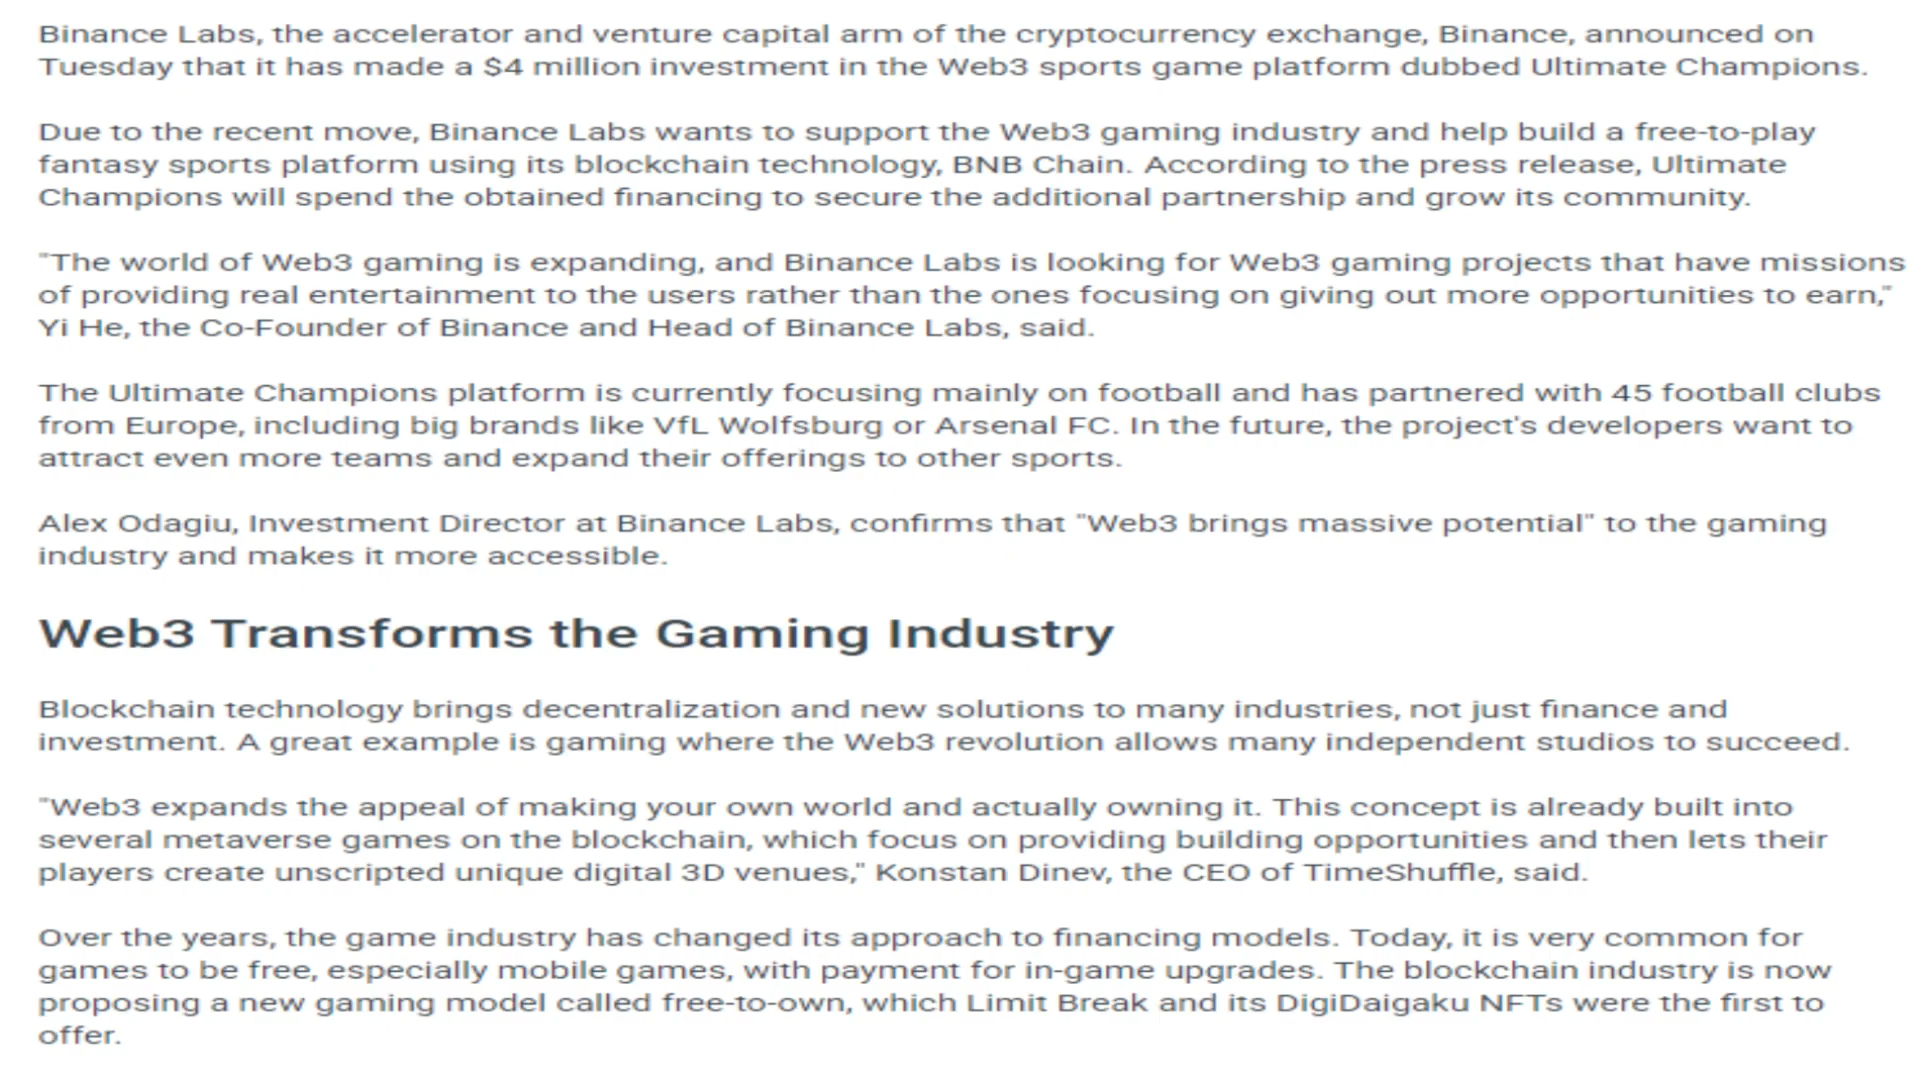 Binance Labs, the accelerator and venture capital arm of the cryptocurrency exchange, Binance, announced on
Tuesday that it has made a $4 million investment in the Web3 sports game platform dubbed Ultimate Champions.
Due to the recent move, Binance Labs wants to support the Web3 gaming industry and help build a free-to-play
fantasy sports platform using its blockchain technology, BNB Chain. According to the press release, Ultimate
Champions will spend the obtained financing to secure the additional partnership and grow its community.
"The world of Web3 gaming is expanding, and Binance Labs is looking for Web3 gaming projects that have missions
of providing real entertainment to the users rather than the ones focusing on giving out more opportunities to earn,"
Yi He, the Co-Founder of Binance and Head of Binance Labs, said.
The Ultimate Champions platform is currently focusing mainly on football and has partnered with 45 football clubs
from Europe, including big brands like VfL Wolfsburg or Arsenal FC. In the future, the project's developers want to
attract even more teams and expand their offerings to other sports.
Alex Odagiu, Investment Director at Binance Labs, confirms that "Web3 brings massive potential" to the gaming
industry and makes it more accessible.
Web3 Transforms the Gaming Industry
Blockchain technology brings decentralization and new solutions to many industries, not just finance and
investment. A great example is gaming where the Web3 revolution allows many independent studios to succeed.
"Web3 expands the appeal of making your own world and actually owning it. This concept is already built into
several metaverse games on the blockchain, which focus on providing building opportunities and then lets their
players create unscripted unique digital 3D venues," Konstan Dinev, the CEO of TimeShuffle, said.
Over the years, the game industry has changed its approach to financing models. Today, it is very common for
games to be free, especially mobile games, with payment for in-game upgrades. The blockchain industry is now
proposing a new gaming model called free-to-own, which Limit Break and its DigiDaigaku NFTs were the first to
offer.